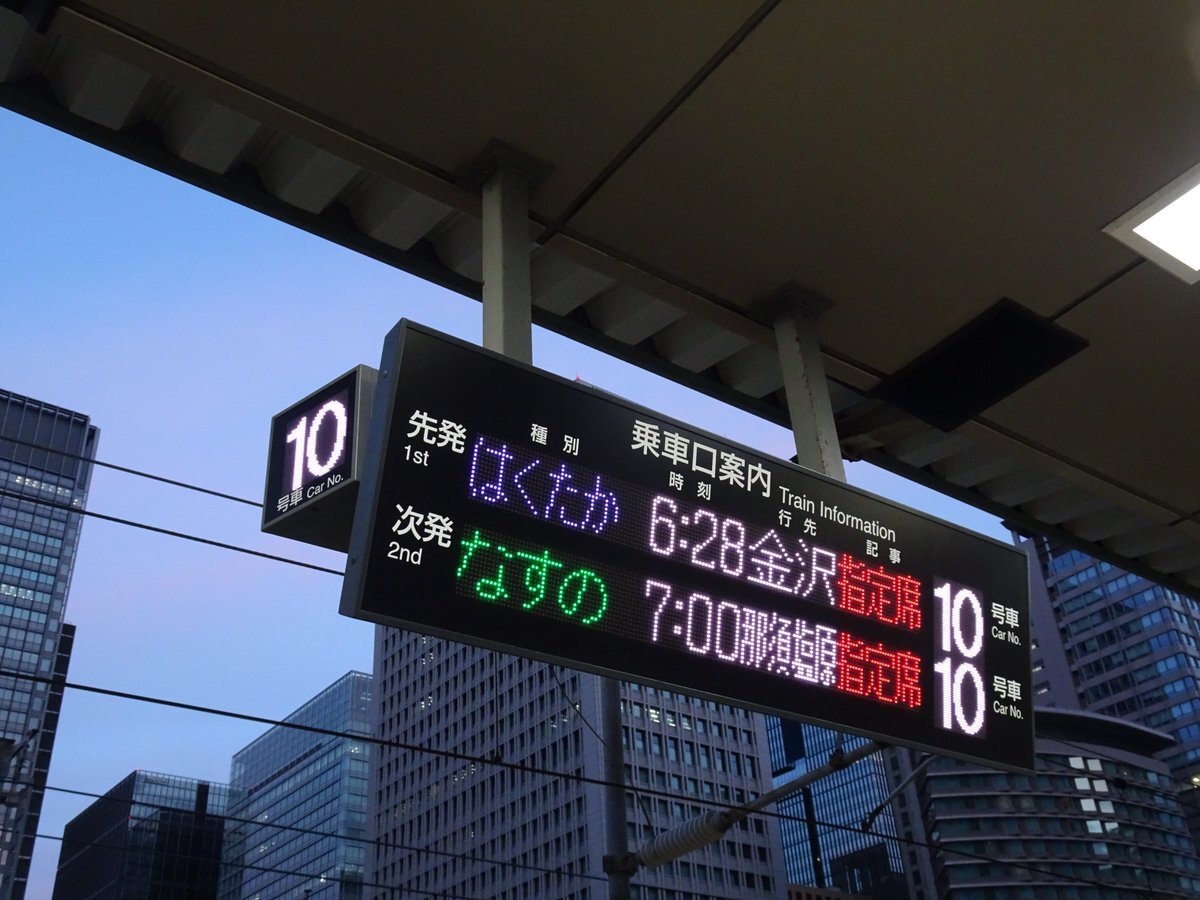 10
号車 Car No.
乗車口案内 Train Information
種別 時刻 行先 記事
先発 はくたか 6:28 金沢 指定席 10 号車
1st Car No.
次発 なすの 7:00 那須塩原 指定席 10 号車
2nd Car No.